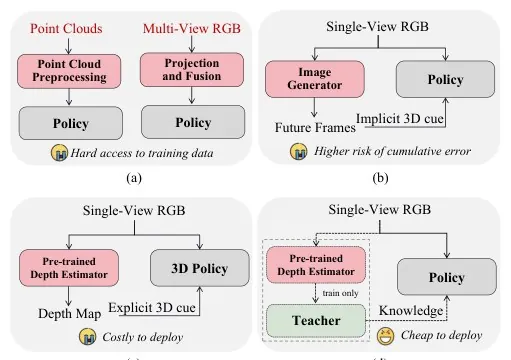 Point Clouds
Multi-View RGB
Point Cloud
Preprocessing
Projection
and Fusion
Policy
Policy
Hard access to training data
(a)
Single-View RGB
Image
Generator
Policy
Future Frames
Implicit 3D cue
Higher risk of cumulative error
(b)
Single-View RGB
Pre-trained
Depth Estimator
3D Policy
Depth Map
Explicit 3D cue
Costly to deploy
Single-View RGB
Pre-trained
Depth Estimator
train only
Teacher
Policy
Knowledge
Cheap to deploy